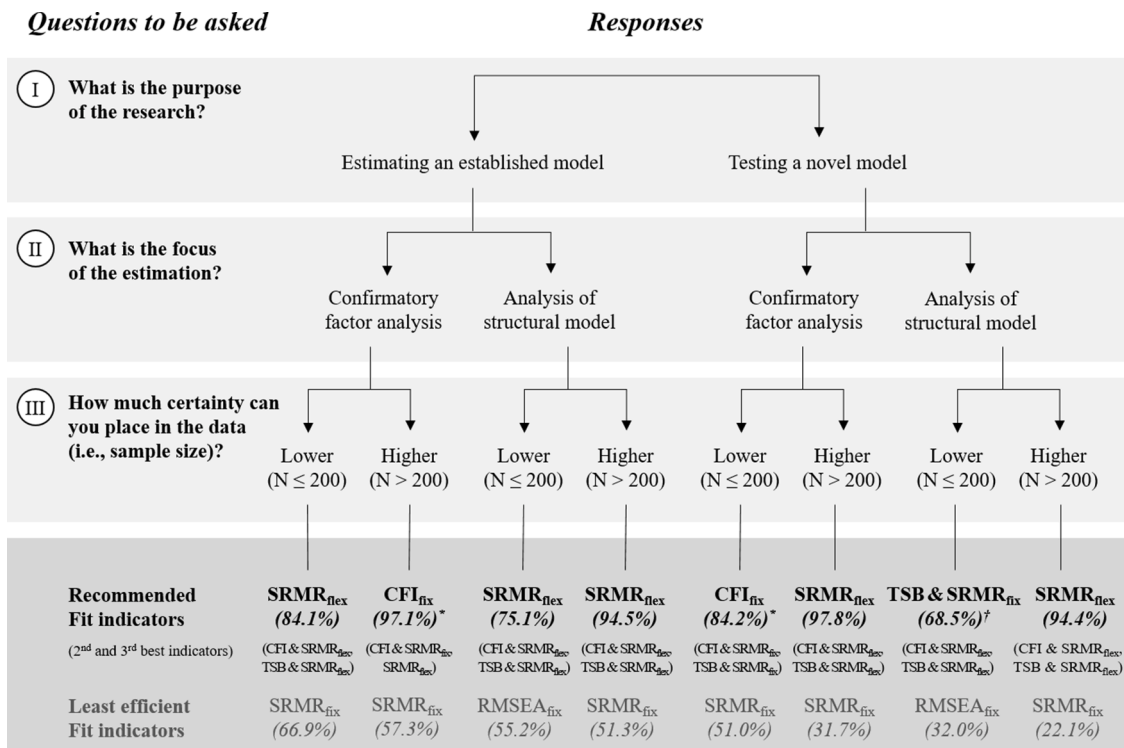 Questions to be asked Responses
I What is the purpose
of the research?
Estimating an established model Testing a novel model
II What is the focus
of the estimation?
Confirmatory Analysis of Confirmatory Analysis of
factor analysis structural model factor analysis structural model
III How much certainty can
you place in the data
(i.e., sample size)?
Lower Higher Lower Higher Lower Higher Lower Higher
(N ≤ 200) (N > 200) (N ≤ 200) (N > 200) (N ≤ 200) (N > 200) (N ≤ 200) (N > 200)
Recommended SRMRflex CFIfix SRMRflex SRMRflex CFIfix SRMRflex TSB & SRMRfix SRMRflex
Fit indicators (84.1%) (97.1%)* (75.1%) (94.5%) (84.2%)* (97.8%) (68.5%)† (94.4%)
(2nd and 3rd best indicators) (CFI & SRMRflex, (CFI & SRMRfix, (CFI & SRMRflex, (CFI & SRMRflex, (CFI & SRMRfix, (CFI & SRMRflex, (CFI & SRMRflex, (CFI & SRMRflex,
TSB & SRMRflex) SRMRflex) TSB & SRMRflex) TSB & SRMRflex) TSB & SRMRfix) TSB & SRMRflex) TSB & SRMRflex) TSB & SRMRflex)
Least efficient SRMRfix SRMRfix RMSEAfix SRMRfix SRMRfix SRMRfix RMSEAfix SRMRfix
Fit indicators (66.9%) (57.3%) (55.2%) (51.3%) (51.0%) (31.7%) (32.0%) (22.1%)